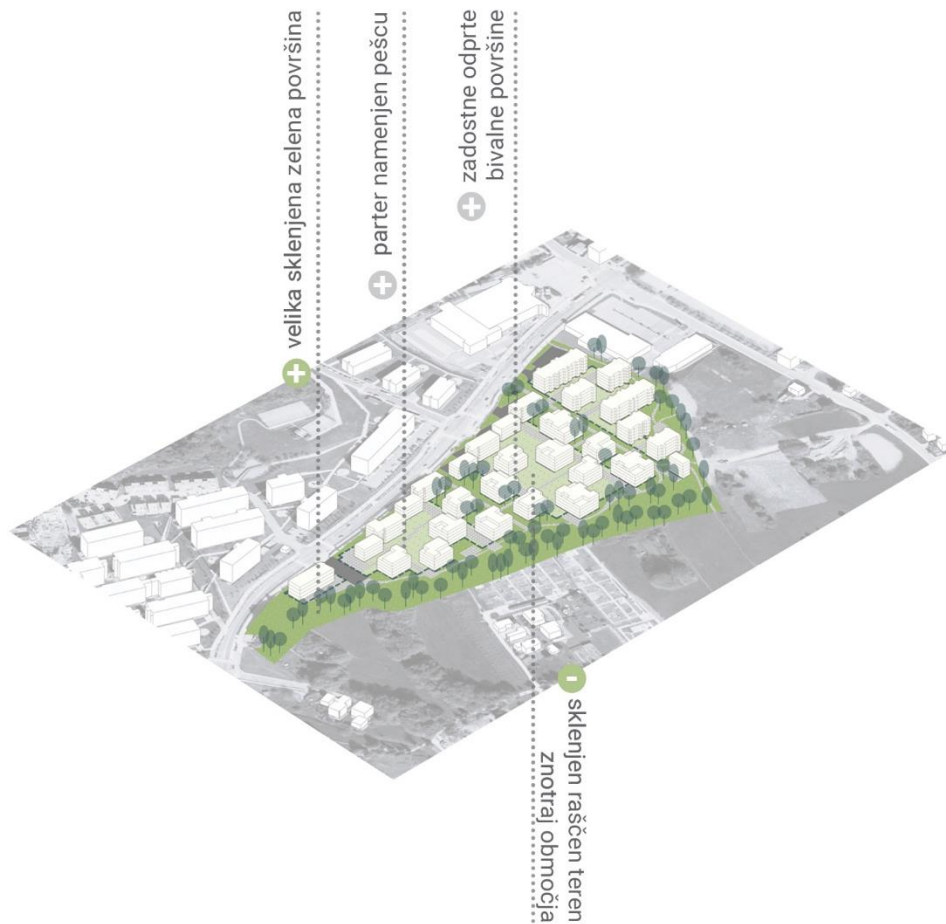 + velika sklenjena zelena površina
+ parter namenjen pešcu
+ zadostne odprte
bivalne površine
- sklenjen raščen teren
znotraj območja